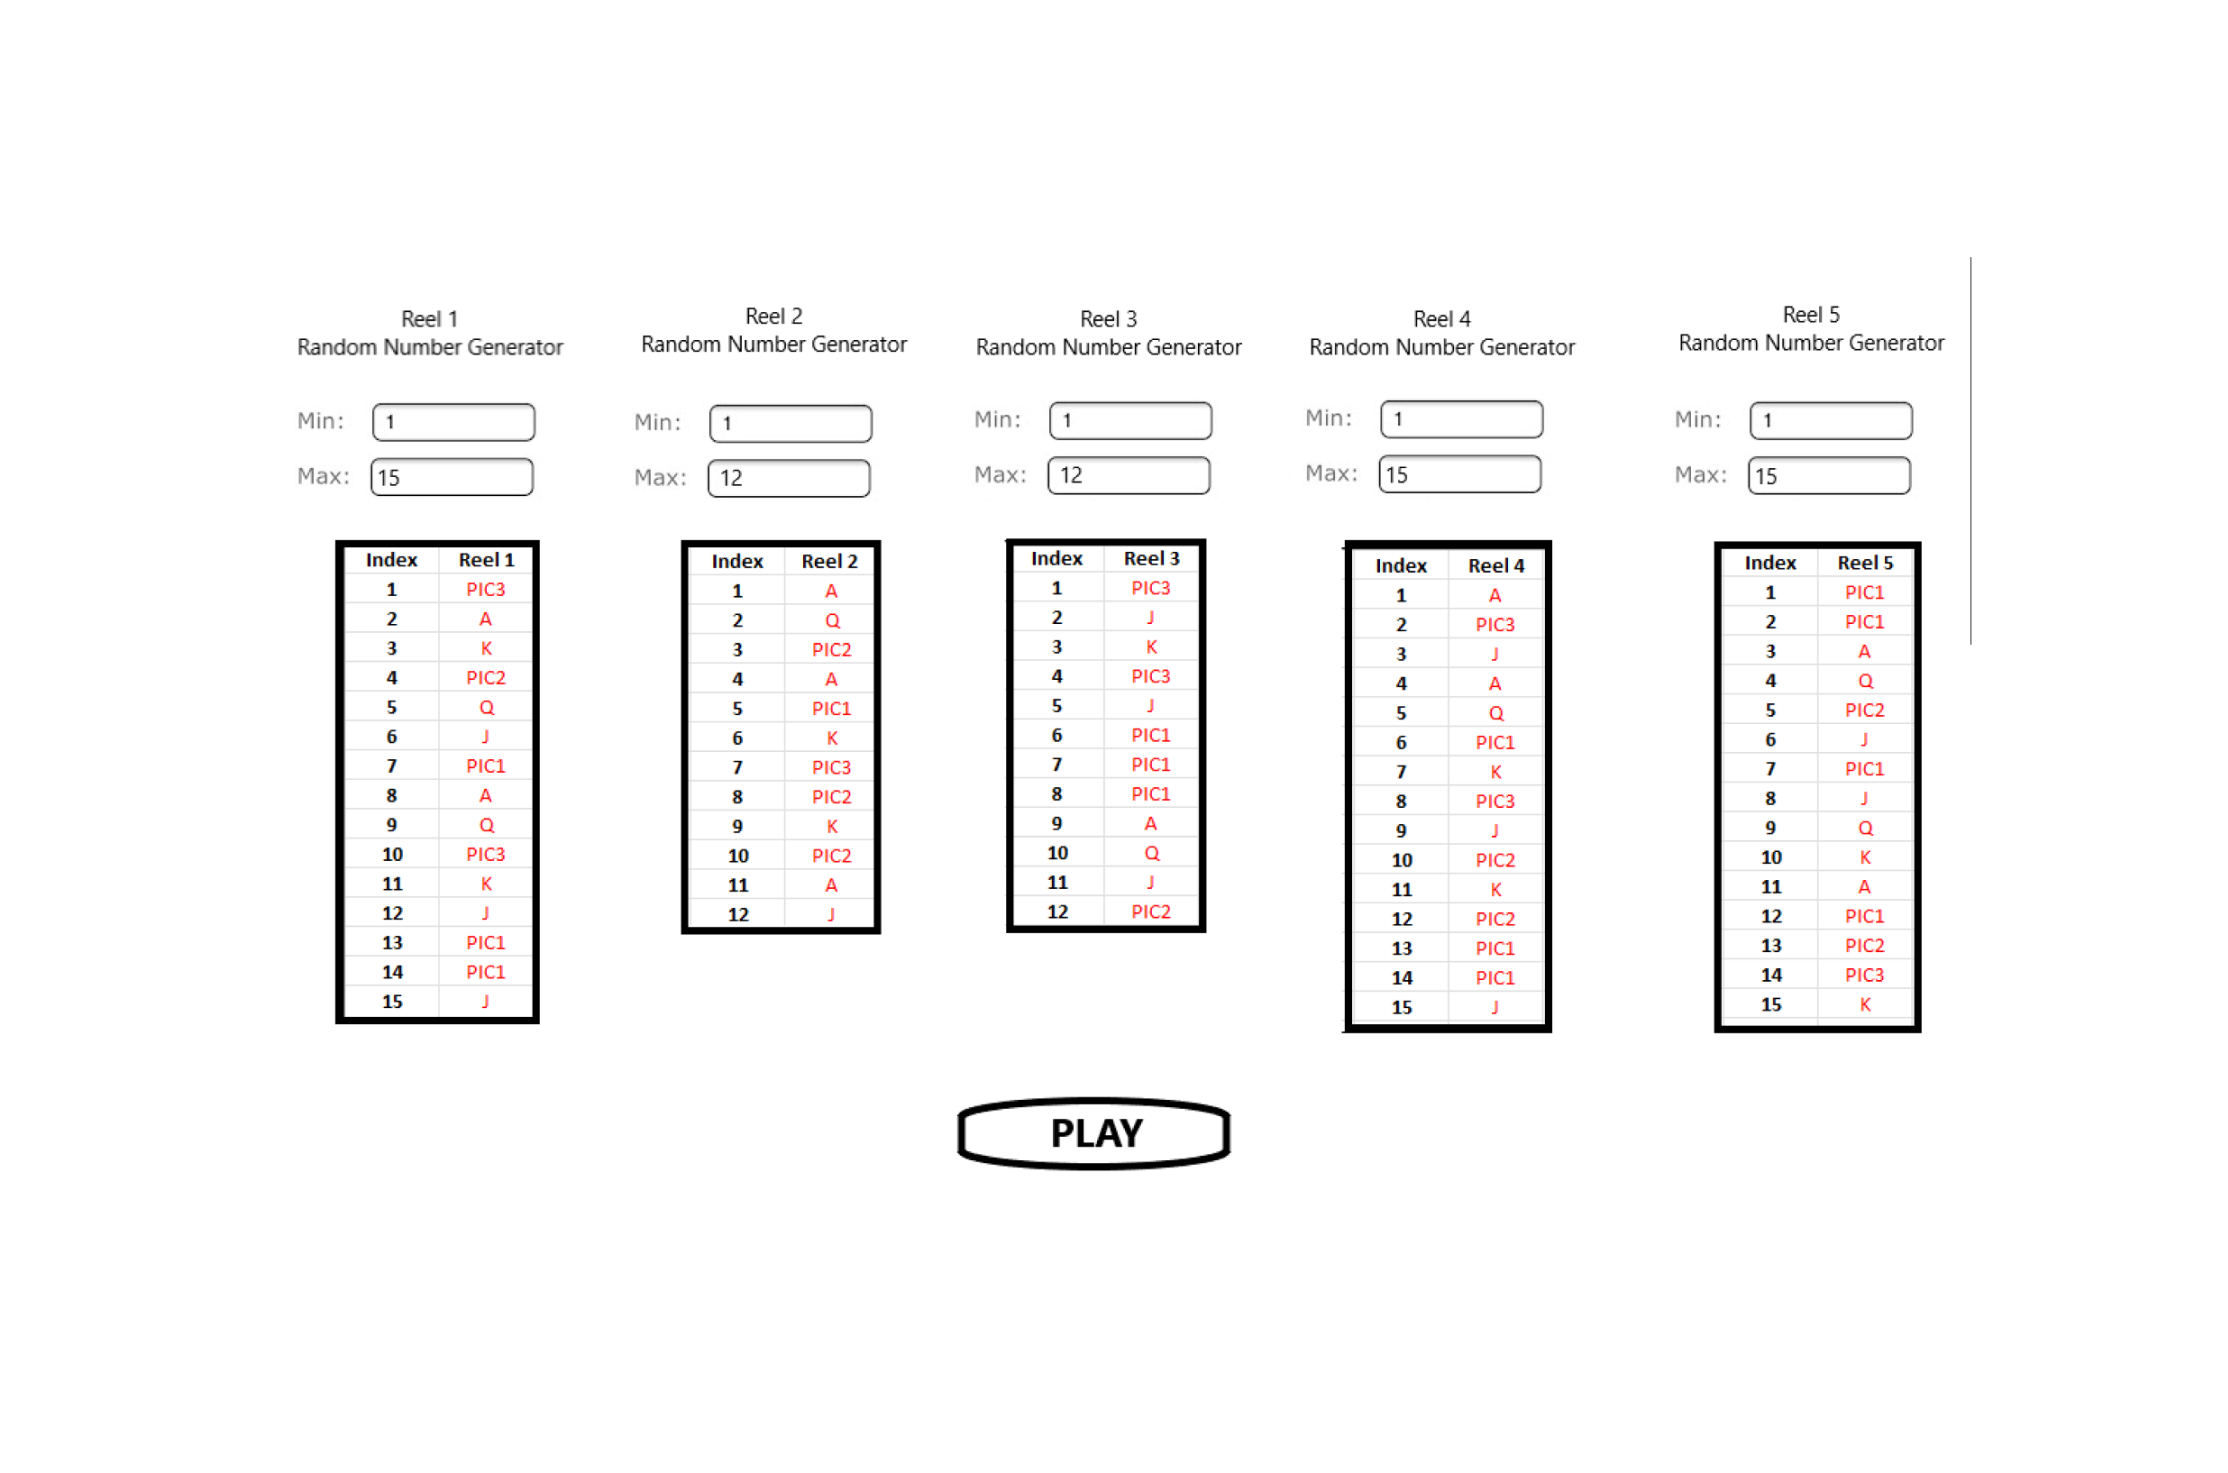 Reel 1
Random Number Generator
Min: 1
Max: 15
Index Reel 1
1 PIC3
2 A
3 K
4 PIC2
5 Q
6 J
7 PIC1
8 A
9 Q
10 PIC3
11 K
12 J
13 PIC1
14 PIC1
15 J
Reel 2
Random Number Generator
Min: 1
Max: 12
Index Reel 2
1 A
2 Q
3 PIC2
4 A
5 PIC1
6 K
7 PIC3
8 PIC2
9 K
10 PIC2
11 A
12 J
Reel 3
Random Number Generator
Min: 1
Max: 12
Index Reel 3
1 PIC3
2 J
3 K
4 PIC3
5 J
6 PIC1
7 PIC1
8 PIC1
9 A
10 Q
11 J
12 PIC2
Reel 4
Random Number Generator
Min: 1
Max: 15
Index Reel 4
1 A
2 PIC3
3 J
4 A
5 Q
6 PIC1
7 K
8 PIC3
9 J
10 PIC2
11 K
12 PIC2
13 PIC1
14 PIC1
15 J
Reel 5
Random Number Generator
Min: 1
Max: 15
Index Reel 5
1 PIC1
2 PIC1
3 A
4 Q
5 PIC2
6 J
7 PIC1
8 J
9 Q
10 K
11 A
12 PIC1
13 PIC2
14 PIC3
15 K
PLAY